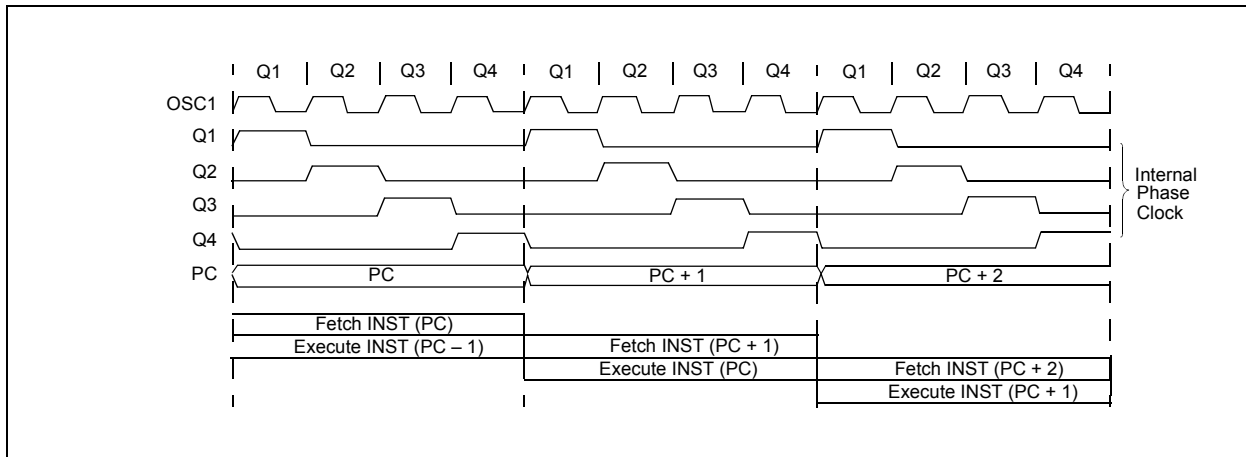 Q1 Q2 Q3 Q4 Q1 Q2 Q3 Q4 Q1 Q2 Q3 Q4
OSC1
Q1
Q2
Q3
Q4
Internal
Phase
Clock
PC PC PC + 1 PC + 2
Fetch INST (PC)
Execute INST (PC – 1) Fetch INST (PC + 1)
Execute INST (PC) Fetch INST (PC + 2)
Execute INST (PC + 1)